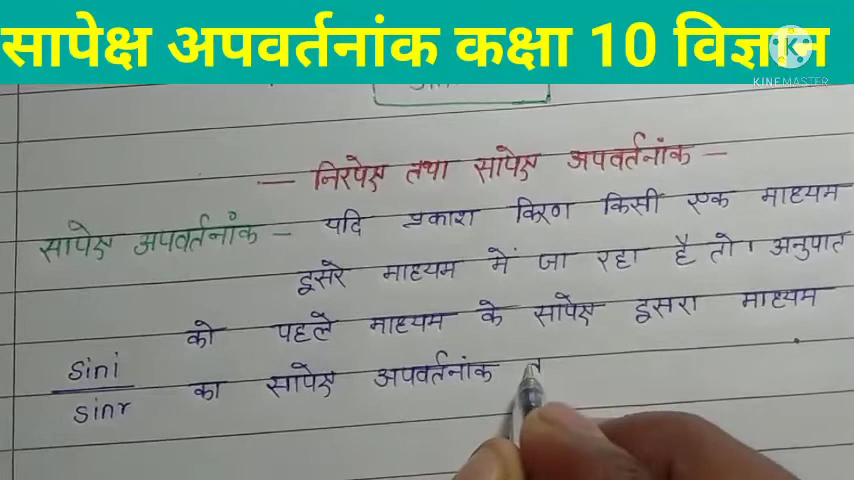 सापेक्ष अपवर्तनांक कक्षा 10 विज्ञान
K
KINEMASTER
— निरपेक्ष तथा सापेक्ष अपवर्तनांक —
सापेक्ष अपवर्तनांक — यदि प्रकाश किरण किसी एक माध्यम
दूसरे माध्यम में जा रहा है तो । अनुपात
को पहले माध्यम के सापेक्ष दूसरा माध्यम
sini
sinr
का सापेक्ष अपवर्तनांक